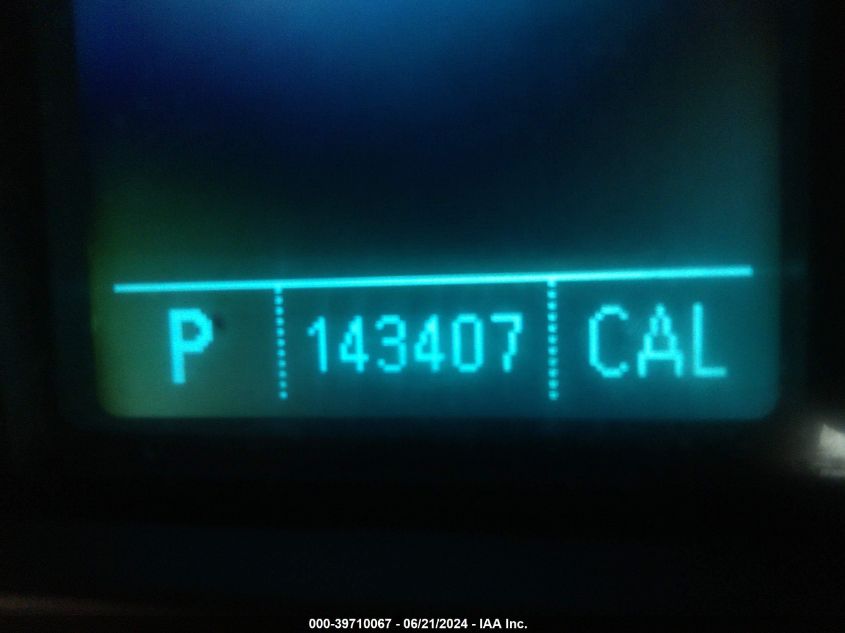 P 143407 CAL
000-39710067 - 06/21/2024 - IAA Inc.